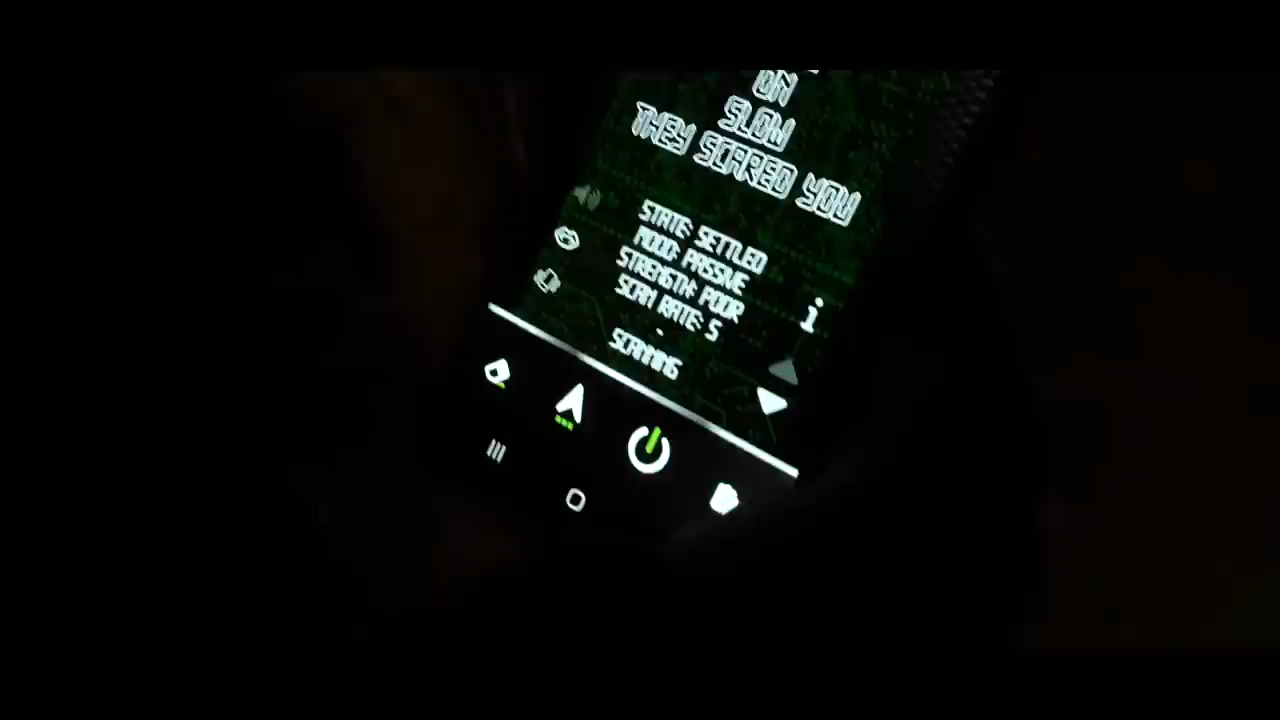 ON
SLOW
THEY SCARED YOU
STATE: SETTLED
MOOD: PASSIVE
STRENGTH: POOR
SCAN RATE: 5
-
SCANNING
i